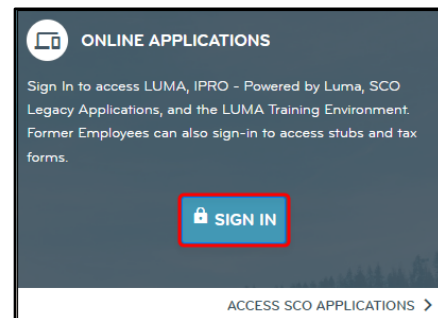 ONLINE APPLICATIONS
Sign In to access LUMA, IPRO - Powered by Luma, SCO
Legacy Applications, and the LUMA Training Environment.
Former Employees can also sign-in to access stubs and tax
forms.
SIGN IN
ACCESS SCO APPLICATIONS >